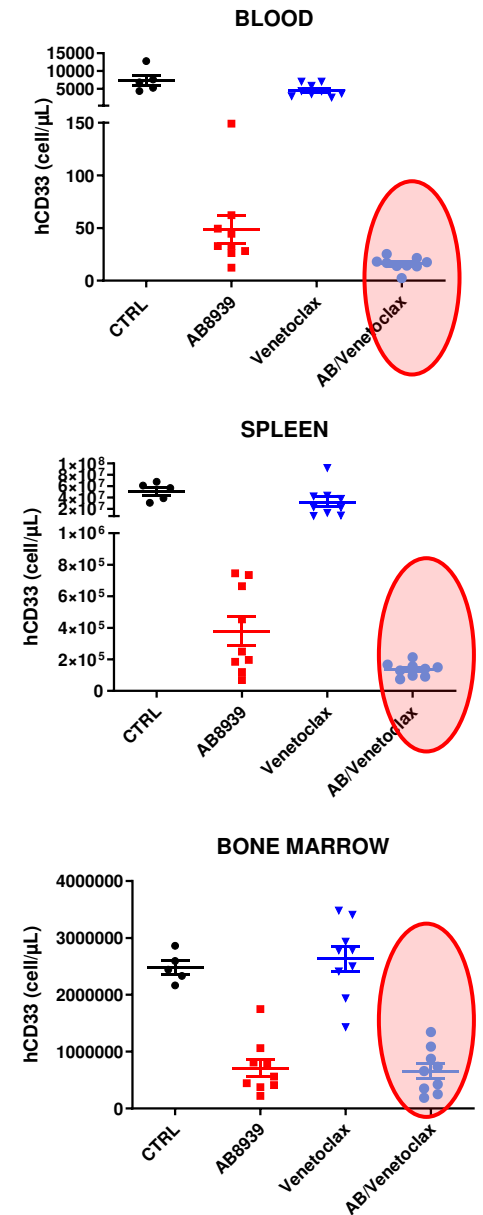 BLOOD
hCD33 (cell/µL)
15000
10000
5000
150
100
50
0
CTRL
AB8939
Venetoclax
AB/Venetoclax
SPLEEN
hCD33 (cell/µL)
1×10⁸
8×10⁷
6×10⁷
4×10⁷
2×10⁷
1×10⁶
8×10⁵
6×10⁵
4×10⁵
2×10⁵
0
CTRL
AB8939
Venetoclax
AB/Venetoclax
BONE MARROW
hCD33 (cell/µL)
4000000
3000000
2000000
1000000
0
CTRL
AB8939
Venetoclax
AB/Venetoclax